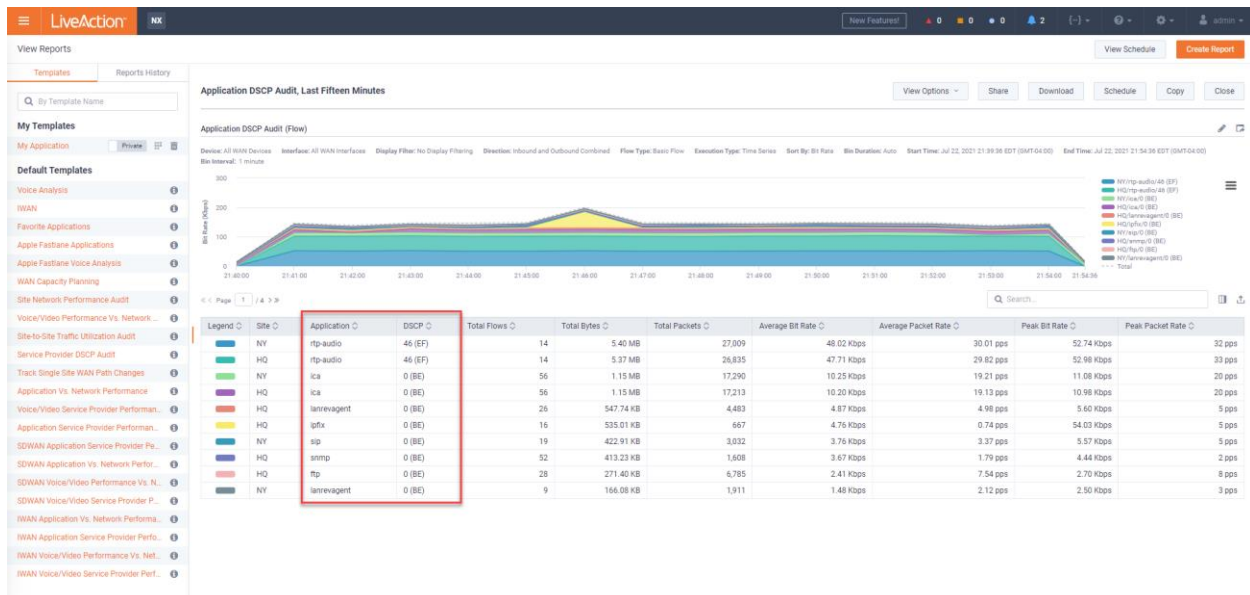 LiveAction NX New Features! 0 0 0 2 admin
View Reports View Schedule Create Report
Templates Reports History
By Template Name
My Templates
My Application Private
Default Templates
Voice Analysis
IWAN
Favorite Applications
Apple Fastlane Applications
Apple Fastlane Voice Analysis
WAN Capacity Planning
Site Network Performance Audit
Voice/Video Performance Vs. Network ...
Site-to-Site Traffic Utilization Audit
Service Provider DSCP Audit
Track Single Site WAN Path Changes
Application Vs. Network Performance
Voice/Video Service Provider Performan...
Application Service Provider Performan...
SDWAN Application Service Provider Pe...
SDWAN Application Vs. Network Perfor...
SDWAN Voice/Video Performance Vs. N...
SDWAN Voice/Video Service Provider P...
IWAN Application Vs. Network Performa...
IWAN Application Service Provider Perfo...
IWAN Voice/Video Performance Vs. Net...
IWAN Voice/Video Service Provider Perf...
Application DSCP Audit, Last Fifteen Minutes View Options Share Download Schedule Copy Close
Application DSCP Audit (Flow)
Device: All WAN Devices Interface: All WAN Interfaces Display Filter: No Display Filtering Direction: Inbound and Outbound Combined Flow Type: Basic Flow Execution Type: Time Series Sort By: Bit Rate Bin Duration: Auto Start Time: Jul 22, 2021 21:39:36 EDT (GMT-04:00) End Time: Jul 22, 2021 21:54:36 EDT (GMT-04:00)
Bin Interval: 1 minute
Bit Rate (Kbps)
300
200
100
0
21:40:00 21:41:00 21:42:00 21:43:00 21:44:00 21:45:00 21:46:00 21:47:00 21:48:00 21:49:00 21:50:00 21:51:00 21:52:00 21:53:00 21:54:00 21:54:36
NY/rtp-audio/46 (EF)
HQ/rtp-audio/46 (EF)
NY/ica/0 (BE)
HQ/ica/0 (BE)
HQ/lanrevagent/0 (BE)
HQ/ipfix/0 (BE)
NY/sip/0 (BE)
HQ/snmp/0 (BE)
HQ/ftp/0 (BE)
NY/lanrevagent/0 (BE)
Total
Page 1 / 4 Search...
Legend Site Application DSCP Total Flows Total Bytes Total Packets Average Bit Rate Average Packet Rate Peak Bit Rate Peak Packet Rate
NY rtp-audio 46 (EF) 14 5.40 MB 27,009 48.02 Kbps 30.01 pps 52.74 Kbps 32 pps
HQ rtp-audio 46 (EF) 14 5.37 MB 26,835 47.71 Kbps 29.82 pps 52.98 Kbps 33 pps
NY ica 0 (BE) 56 1.15 MB 17,290 10.25 Kbps 19.21 pps 11.08 Kbps 20 pps
HQ ica 0 (BE) 56 1.15 MB 17,213 10.20 Kbps 19.13 pps 10.98 Kbps 20 pps
HQ lanrevagent 0 (BE) 26 547.74 KB 4,483 4.87 Kbps 4.98 pps 5.60 Kbps 5 pps
HQ ipfix 0 (BE) 16 535.01 KB 667 4.76 Kbps 0.74 pps 54.03 Kbps 5 pps
NY sip 0 (BE) 19 422.91 KB 3,032 3.76 Kbps 3.37 pps 5.57 Kbps 5 pps
HQ snmp 0 (BE) 52 413.23 KB 1,608 3.67 Kbps 1.79 pps 4.44 Kbps 2 pps
HQ ftp 0 (BE) 28 271.40 KB 6,785 2.41 Kbps 7.54 pps 2.70 Kbps 8 pps
NY lanrevagent 0 (BE) 9 166.08 KB 1,911 1.48 Kbps 2.12 pps 2.50 Kbps 3 pps